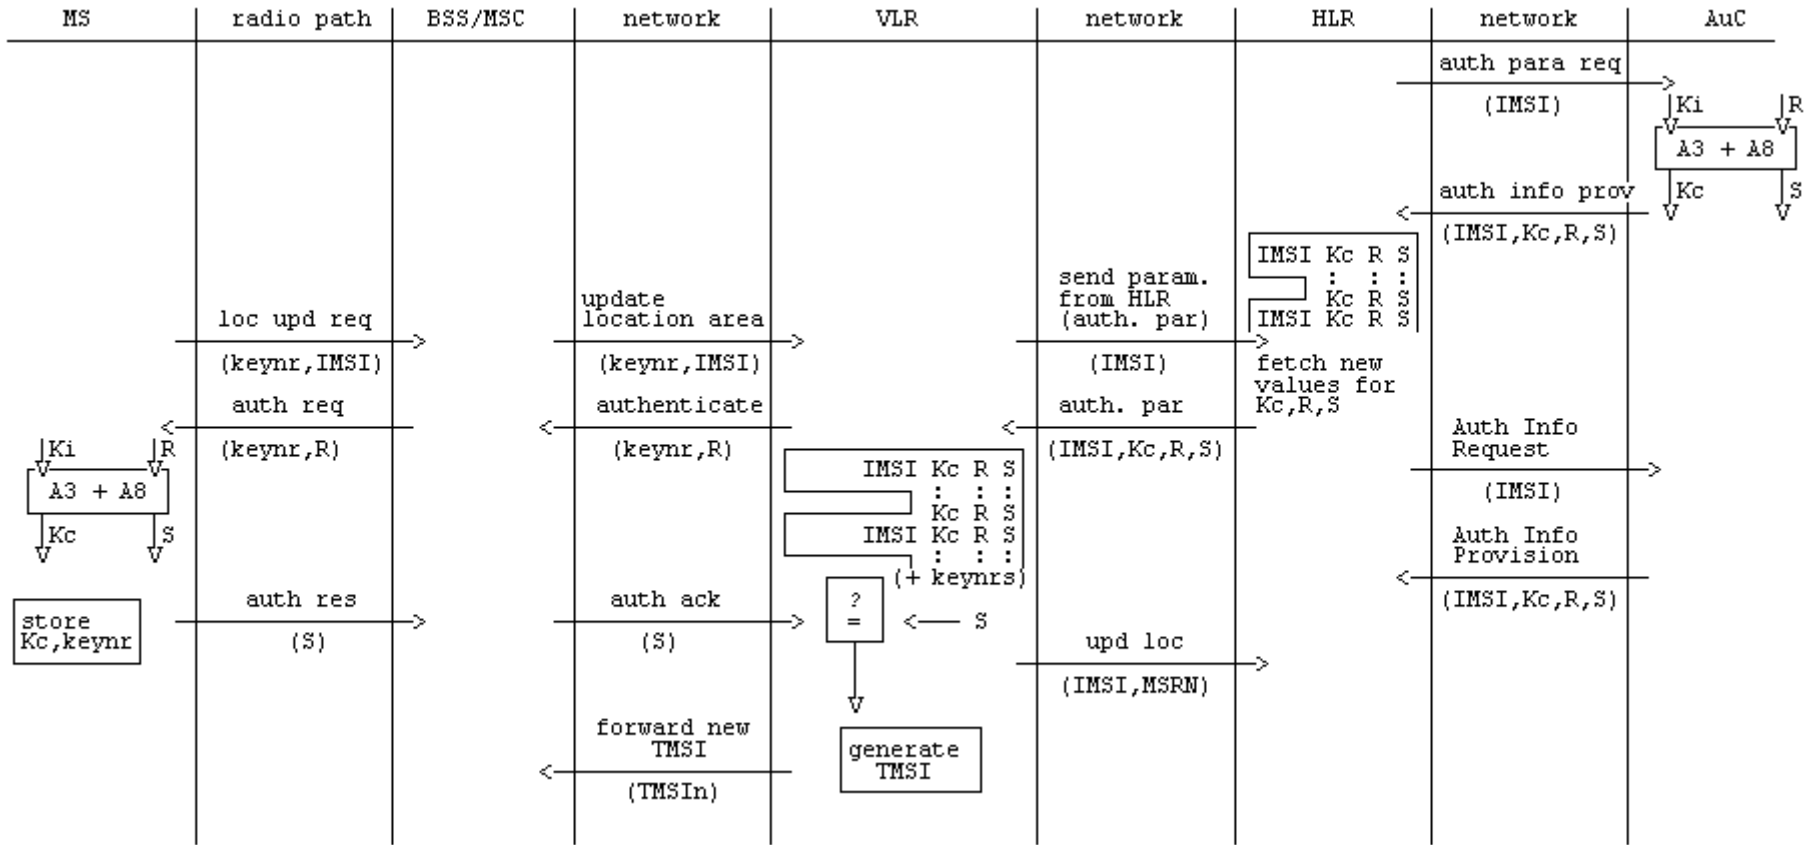 MS radio path BSS/MSC network VLR network HLR network AuC
auth para req
(IMSI)
Ki R
A3 + A8
auth info prov
Kc S
(IMSI,Kc,R,S)
IMSI Kc R S
: : :
Kc R S
IMSI Kc R S
send param.
from HLR
(auth. par)
update
location area
loc upd req
(keynr,IMSI)
(keynr,IMSI)
(IMSI)
fetch new
values for
Kc,R,S
auth req
authenticate
auth. par
(keynr,R)
(keynr,R)
(IMSI,Kc,R,S)
Auth Info
Request
(IMSI)
Ki R
A3 + A8
Kc S
IMSI Kc R S
: : :
Kc R S
IMSI Kc R S
: : :
(+ keynrs)
Auth Info
Provision
(IMSI,Kc,R,S)
store
Kc,keynr
auth res
(S)
auth ack
(S)
?
=
S
upd loc
(IMSI,MSRN)
forward new
TMSI
(TMSIn)
generate
TMSI